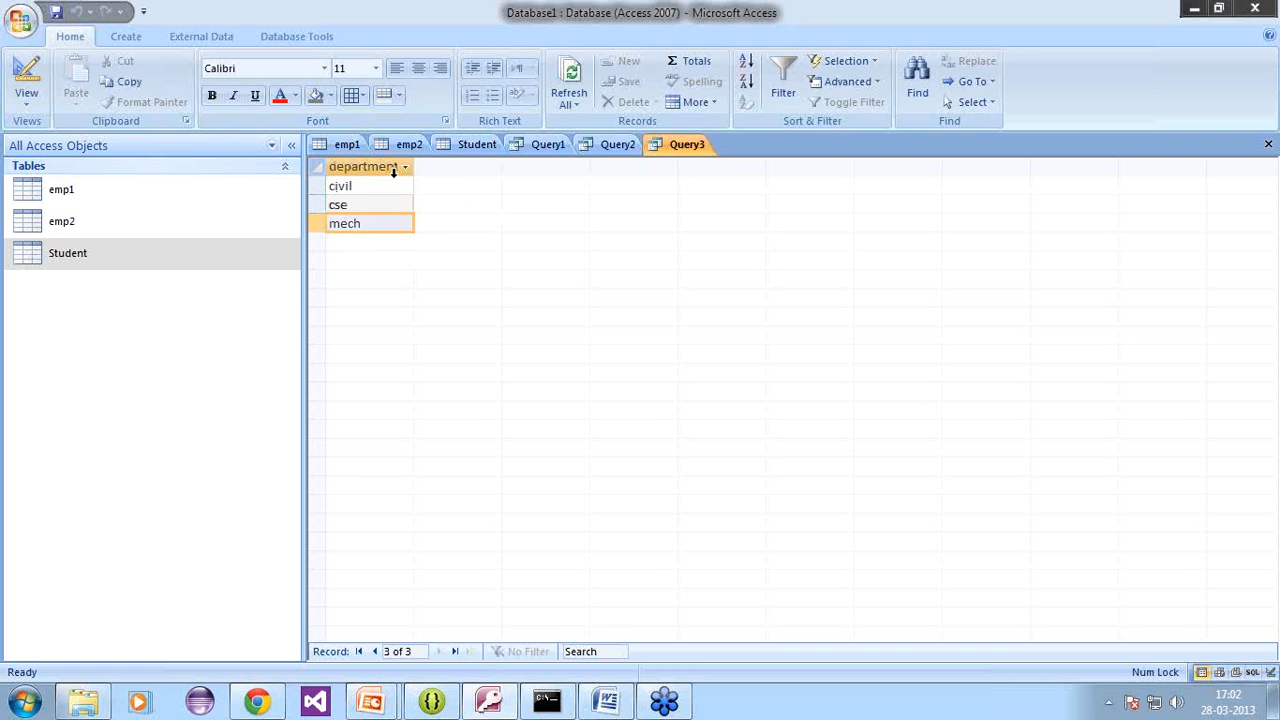 Database1 : Database (Access 2007) - Microsoft Access
Home Create External Data Database Tools
View
Views
Paste
Cut
Copy
Format Painter
Clipboard
Calibri 11
B I U A
Font
Rich Text
Refresh
All
New
Save
Delete
Totals
Spelling
More
Records
Filter
Selection
Advanced
Toggle Filter
Sort & Filter
Find
Replace
Go To
Select
Find
All Access Objects
Tables
emp1
emp2
Student
emp1 emp2 Student Query1 Query2 Query3
department
civil
cse
mech
Record: 3 of 3 No Filter Search
Ready
Num Lock
SQL
17:02
28-03-2013